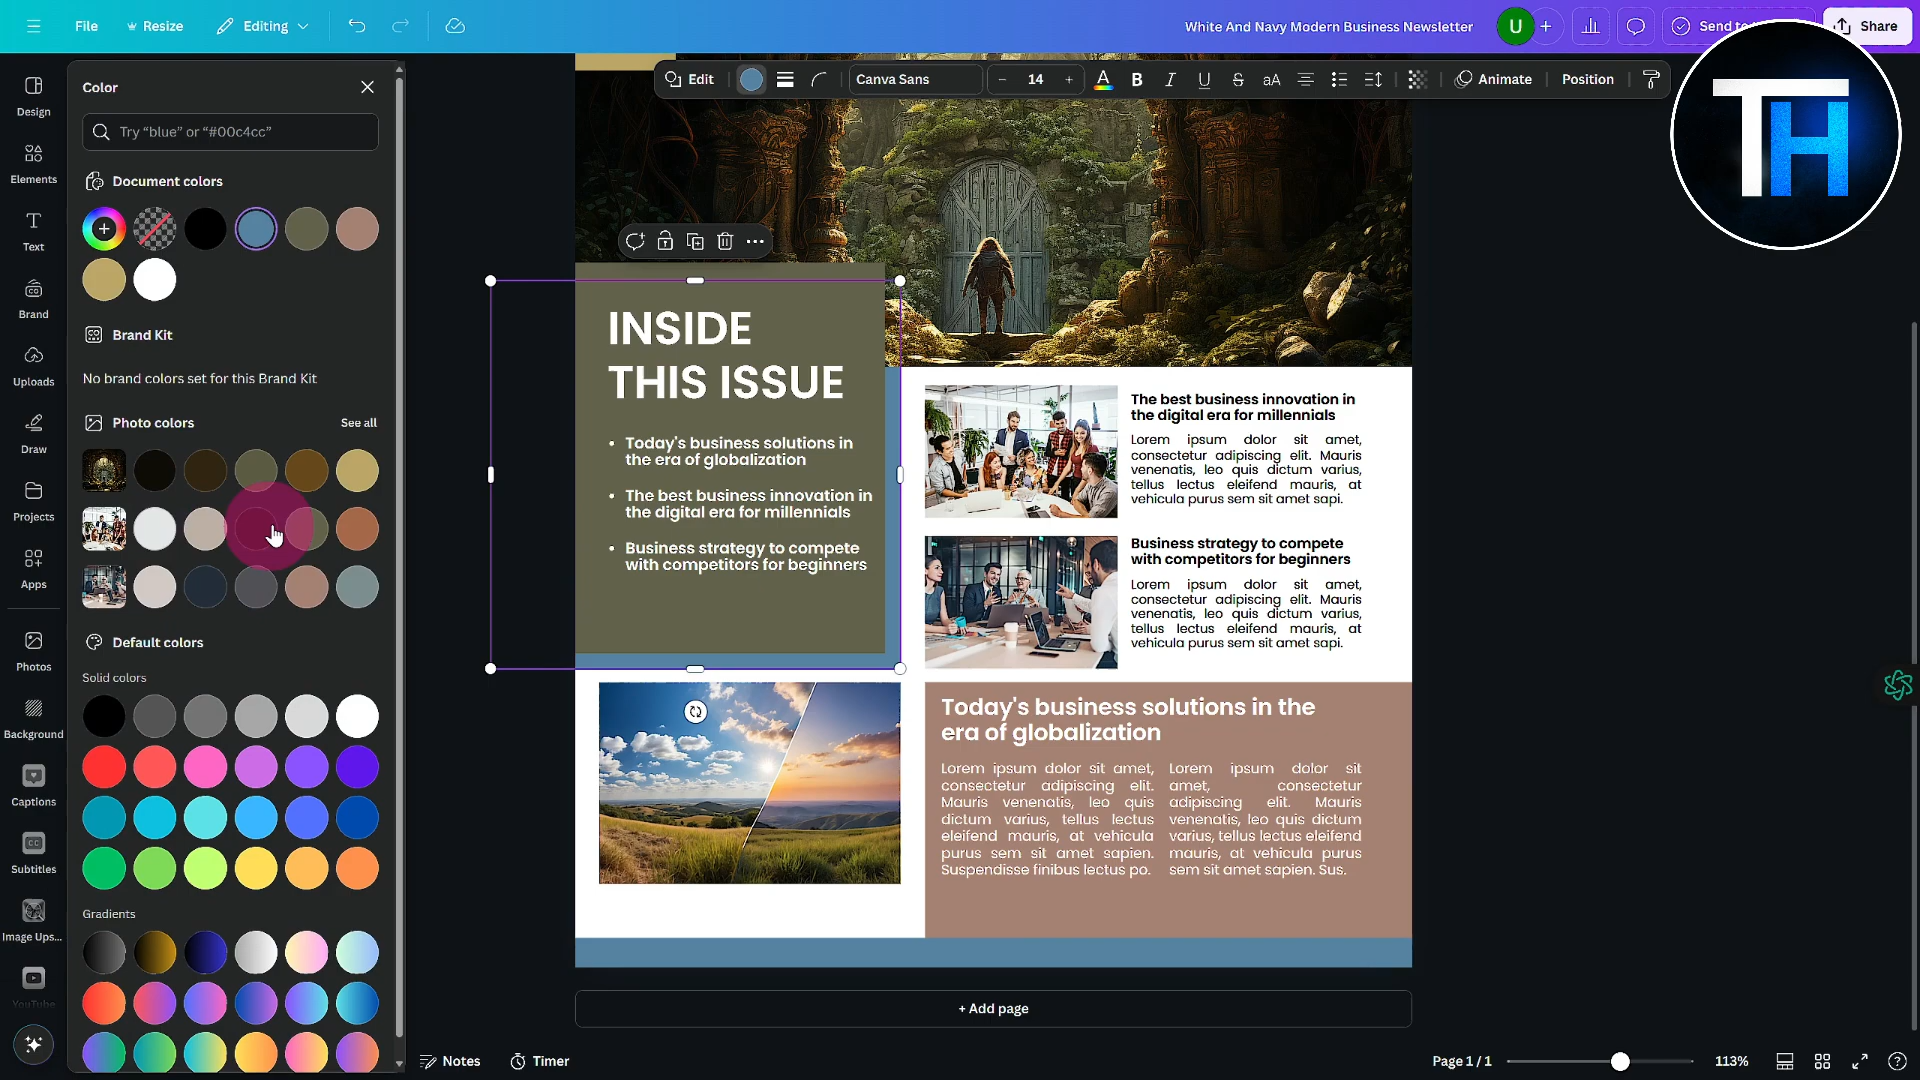 File
Resize
Editing
White And Navy Modern Business Newsletter
U
Share
TH
Design
Elements
Text
Brand
Uploads
Draw
Projects
Apps
Photos
Background
Captions
Subtitles
Image Ups...
YouTube
Color
Try “blue” or “#00c4cc”
Document colors
Brand Kit
No brand colors set for this Brand Kit
Photo colors
See all
Default colors
Solid colors
Gradients
Edit
Canva Sans
14
Animate
Position
INSIDE
THIS ISSUE
• Today's business solutions in
the era of globalization
• The best business innovation in
the digital era for millennials
• Business strategy to compete
with competitors for beginners
The best business innovation in
the digital era for millennials
Lorem ipsum dolor sit amet,
consectetur adipiscing elit. Mauris
venenatis, leo quis dictum varius,
tellus lectus eleifend mauris, at
vehicula purus sem sit amet sapi.
Business strategy to compete
with competitors for beginners
Lorem ipsum dolor sit amet,
consectetur adipiscing elit. Mauris
venenatis, leo quis dictum varius,
tellus lectus eleifend mauris, at
vehicula purus sem sit amet sapi.
Today's business solutions in the
era of globalization
Lorem ipsum dolor sit amet,
consectetur adipiscing elit.
Mauris venenatis, leo quis
dictum varius, tellus lectus
eleifend mauris, at vehicula
purus sem sit amet sapien.
Suspendisse finibus lectus po.
Lorem ipsum dolor sit
amet, consectetur
adipiscing elit. Mauris
venenatis, leo quis dictum
varius, tellus lectus eleifend
mauris, at vehicula purus
sem sit amet sapien. Sus.
+ Add page
Notes
Timer
Page 1 / 1
113%